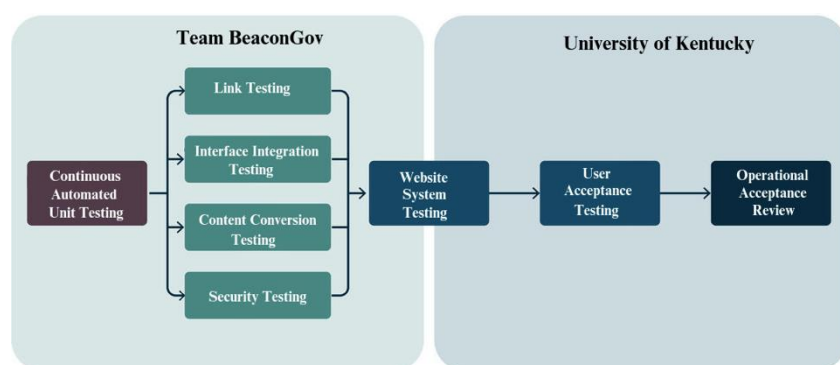 Team BeaconGov
University of Kentucky
Continuous
Automated
Unit Testing
Link Testing
Interface Integration
Testing
Content Conversion
Testing
Security Testing
Website
System
Testing
User
Acceptance
Testing
Operational
Acceptance
Review